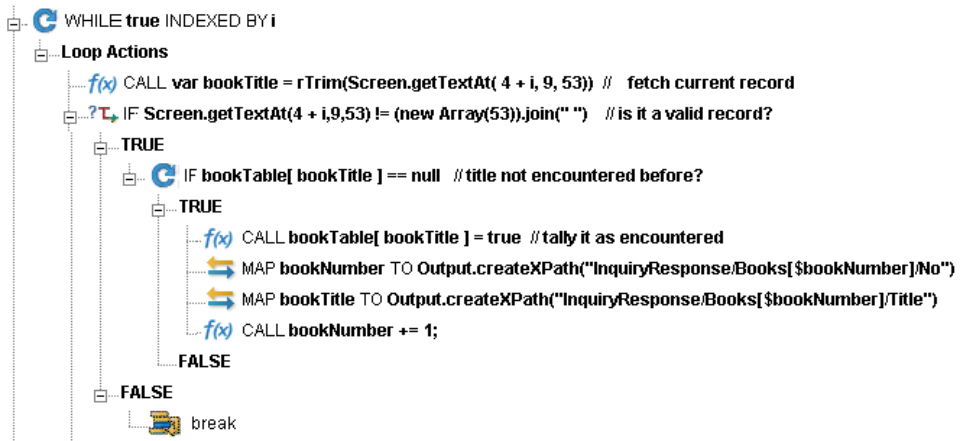 WHILE true INDEXED BY i
Loop Actions
f(x) CALL var bookTitle = rTrim(Screen.getTextAt( 4 + i, 9, 53)) // fetch current record
? IF Screen.getTextAt(4 + i,9,53) != (new Array(53)).join(" ") // is it a valid record?
TRUE
IF bookTable[ bookTitle ] == null // title not encountered before?
TRUE
f(x) CALL bookTable[ bookTitle ] = true // tally it as encountered
MAP bookNumber TO Output.createXPath("InquiryResponse/Books[$bookNumber]/No")
MAP bookTitle TO Output.createXPath("InquiryResponse/Books[$bookNumber]/Title")
f(x) CALL bookNumber += 1;
FALSE
FALSE
break